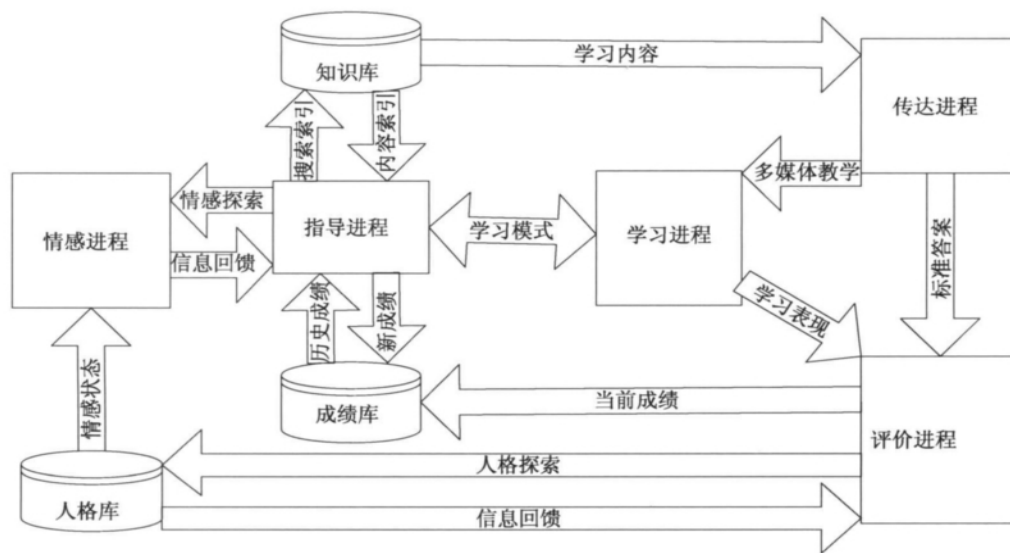 知识库
学习内容
传达进程
搜索索引
内容索引
多媒体教学
情感进程
情感探索
信息回馈
指导进程
学习模式
学习进程
标准答案
历史成绩
新成绩
学习表现
情感状态
成绩库
当前成绩
评价进程
人格探索
人格库
信息回馈